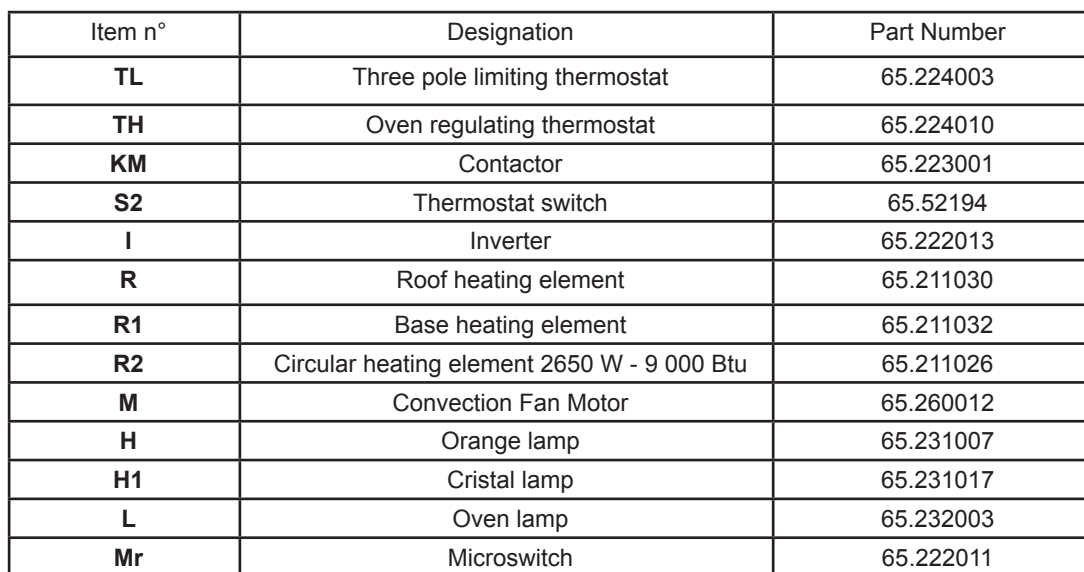 Item n° Designation Part Number
TL Three pole limiting thermostat 65.224003
TH Oven regulating thermostat 65.224010
KM Contactor 65.223001
S2 Thermostat switch 65.52194
I Inverter 65.222013
R Roof heating element 65.211030
R1 Base heating element 65.211032
R2 Circular heating element 2650 W - 9 000 Btu 65.211026
M Convection Fan Motor 65.260012
H Orange lamp 65.231007
H1 Cristal lamp 65.231017
L Oven lamp 65.232003
Mr Microswitch 65.222011